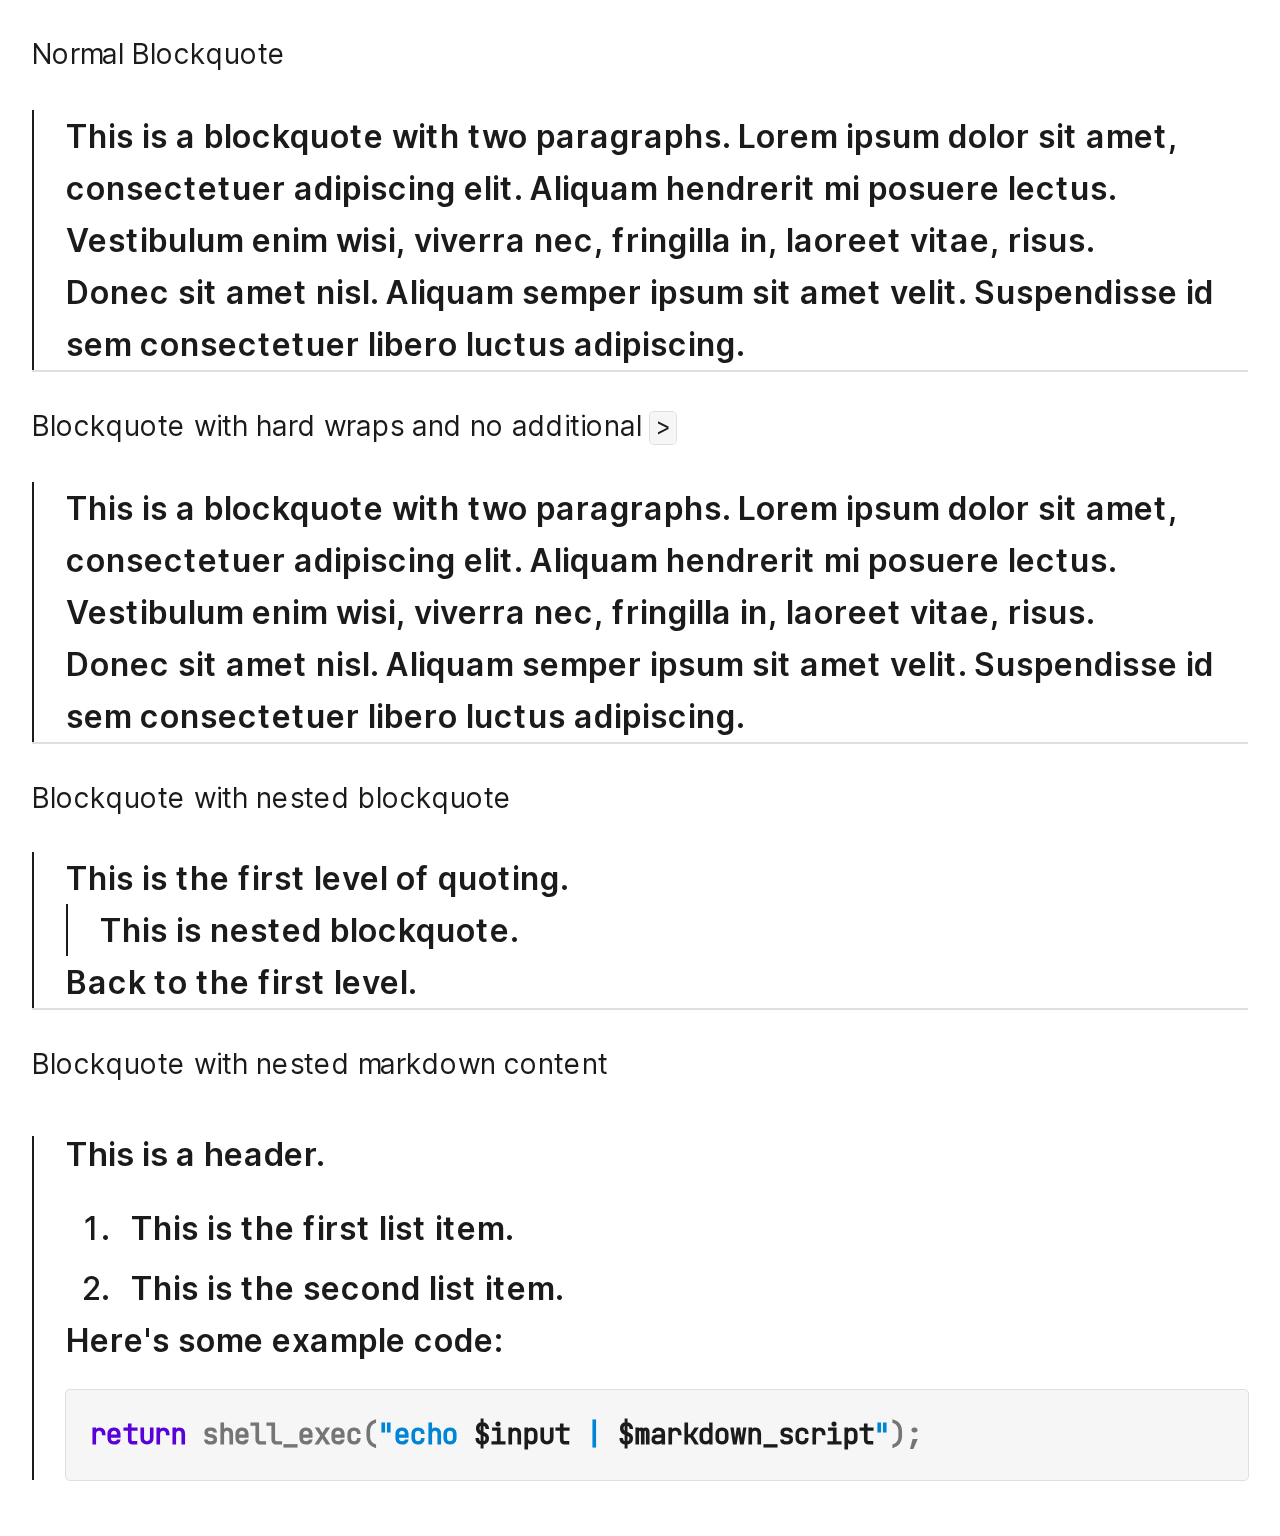 Normal Blockquote
This is a blockquote with two paragraphs. Lorem ipsum dolor sit amet,
consectetuer adipiscing elit. Aliquam hendrerit mi posuere lectus.
Vestibulum enim wisi, viverra nec, fringilla in, laoreet vitae, risus.
Donec sit amet nisl. Aliquam semper ipsum sit amet velit. Suspendisse id
sem consectetuer libero luctus adipiscing.
Blockquote with hard wraps and no additional >
This is a blockquote with two paragraphs. Lorem ipsum dolor sit amet,
consectetuer adipiscing elit. Aliquam hendrerit mi posuere lectus.
Vestibulum enim wisi, viverra nec, fringilla in, laoreet vitae, risus.
Donec sit amet nisl. Aliquam semper ipsum sit amet velit. Suspendisse id
sem consectetuer libero luctus adipiscing.
Blockquote with nested blockquote
This is the first level of quoting.
This is nested blockquote.
Back to the first level.
Blockquote with nested markdown content
This is a header.
1. This is the first list item.
2. This is the second list item.
Here's some example code:
return shell_exec("echo $input | $markdown_script");